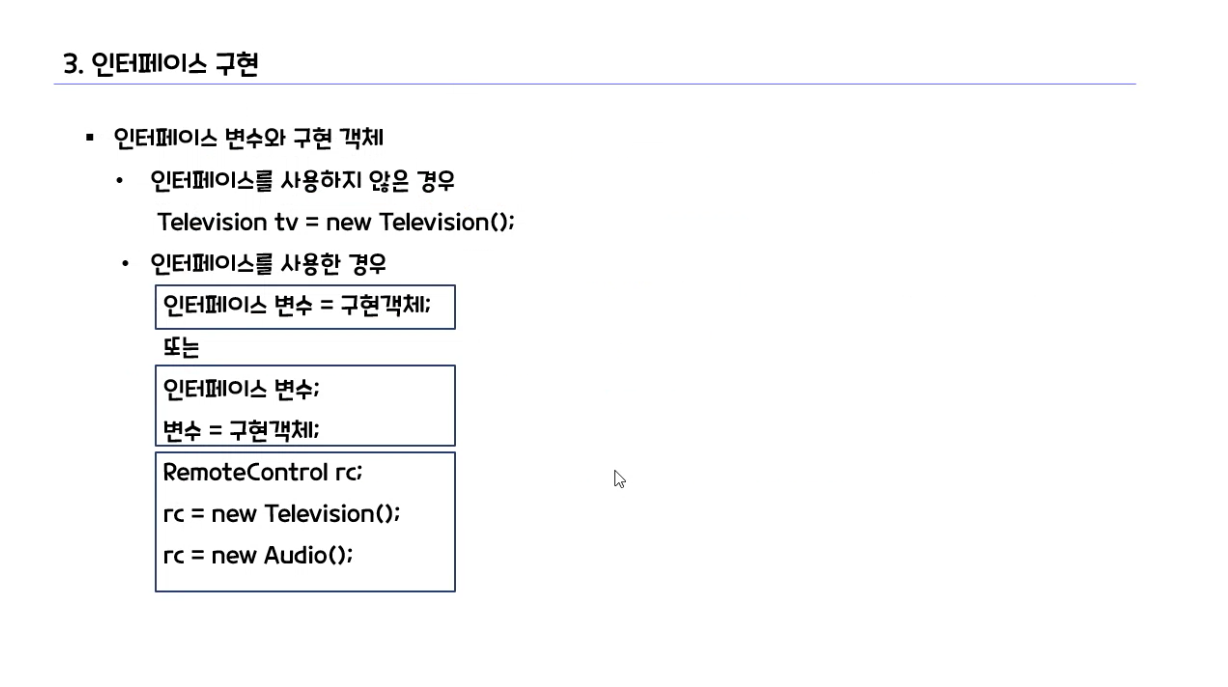 3. 인터페이스 구현
▪ 인터페이스 변수와 구현 객체
• 인터페이스를 사용하지 않은 경우
Television tv = new Television();
• 인터페이스를 사용한 경우
인터페이스 변수 = 구현객체;
또는
인터페이스 변수;
변수 = 구현객체;
RemoteControl rc;
rc = new Television();
rc = new Audio();